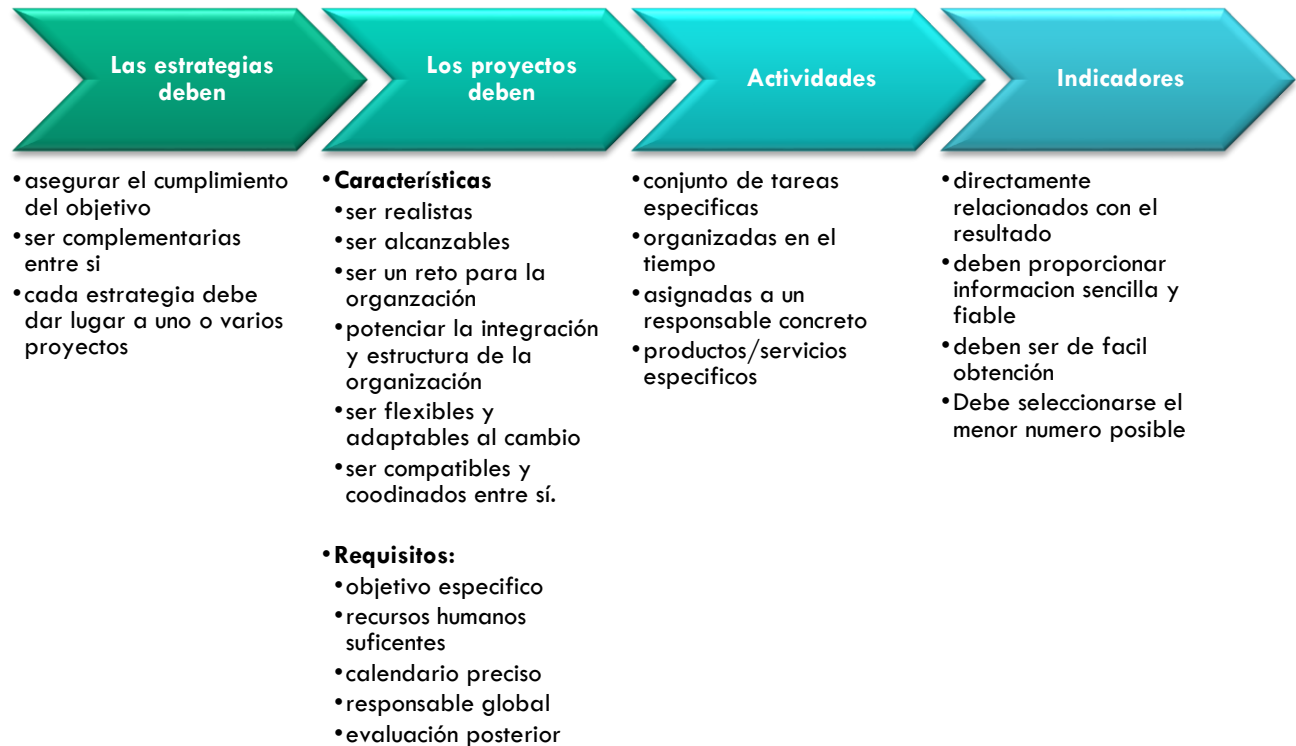 Las estrategias
deben
Los proyectos
deben
Actividades
Indicadores
•asegurar el cumplimiento
del objetivo
•ser complementarias
entre si
•cada estrategia debe
dar lugar a uno o varios
proyectos
•Características
•ser realistas
•ser alcanzables
•ser un reto para la
organzación
•potenciar la integración
y estructura de la
organización
•ser flexibles y
adaptables al cambio
•ser compatibles y
coodinados entre sí.
•Requisitos:
•objetivo especifico
•recursos humanos
suficentes
•calendario preciso
•responsable global
•evaluación posterior
•conjunto de tareas
especificas
•organizadas en el
tiempo
•asignadas a un
responsable concreto
•productos/servicios
especificos
•directamente
relacionados con el
resultado
•deben proporcionar
informacion sencilla y
fiable
•deben ser de facil
obtención
•Debe seleccionarse el
menor numero posible